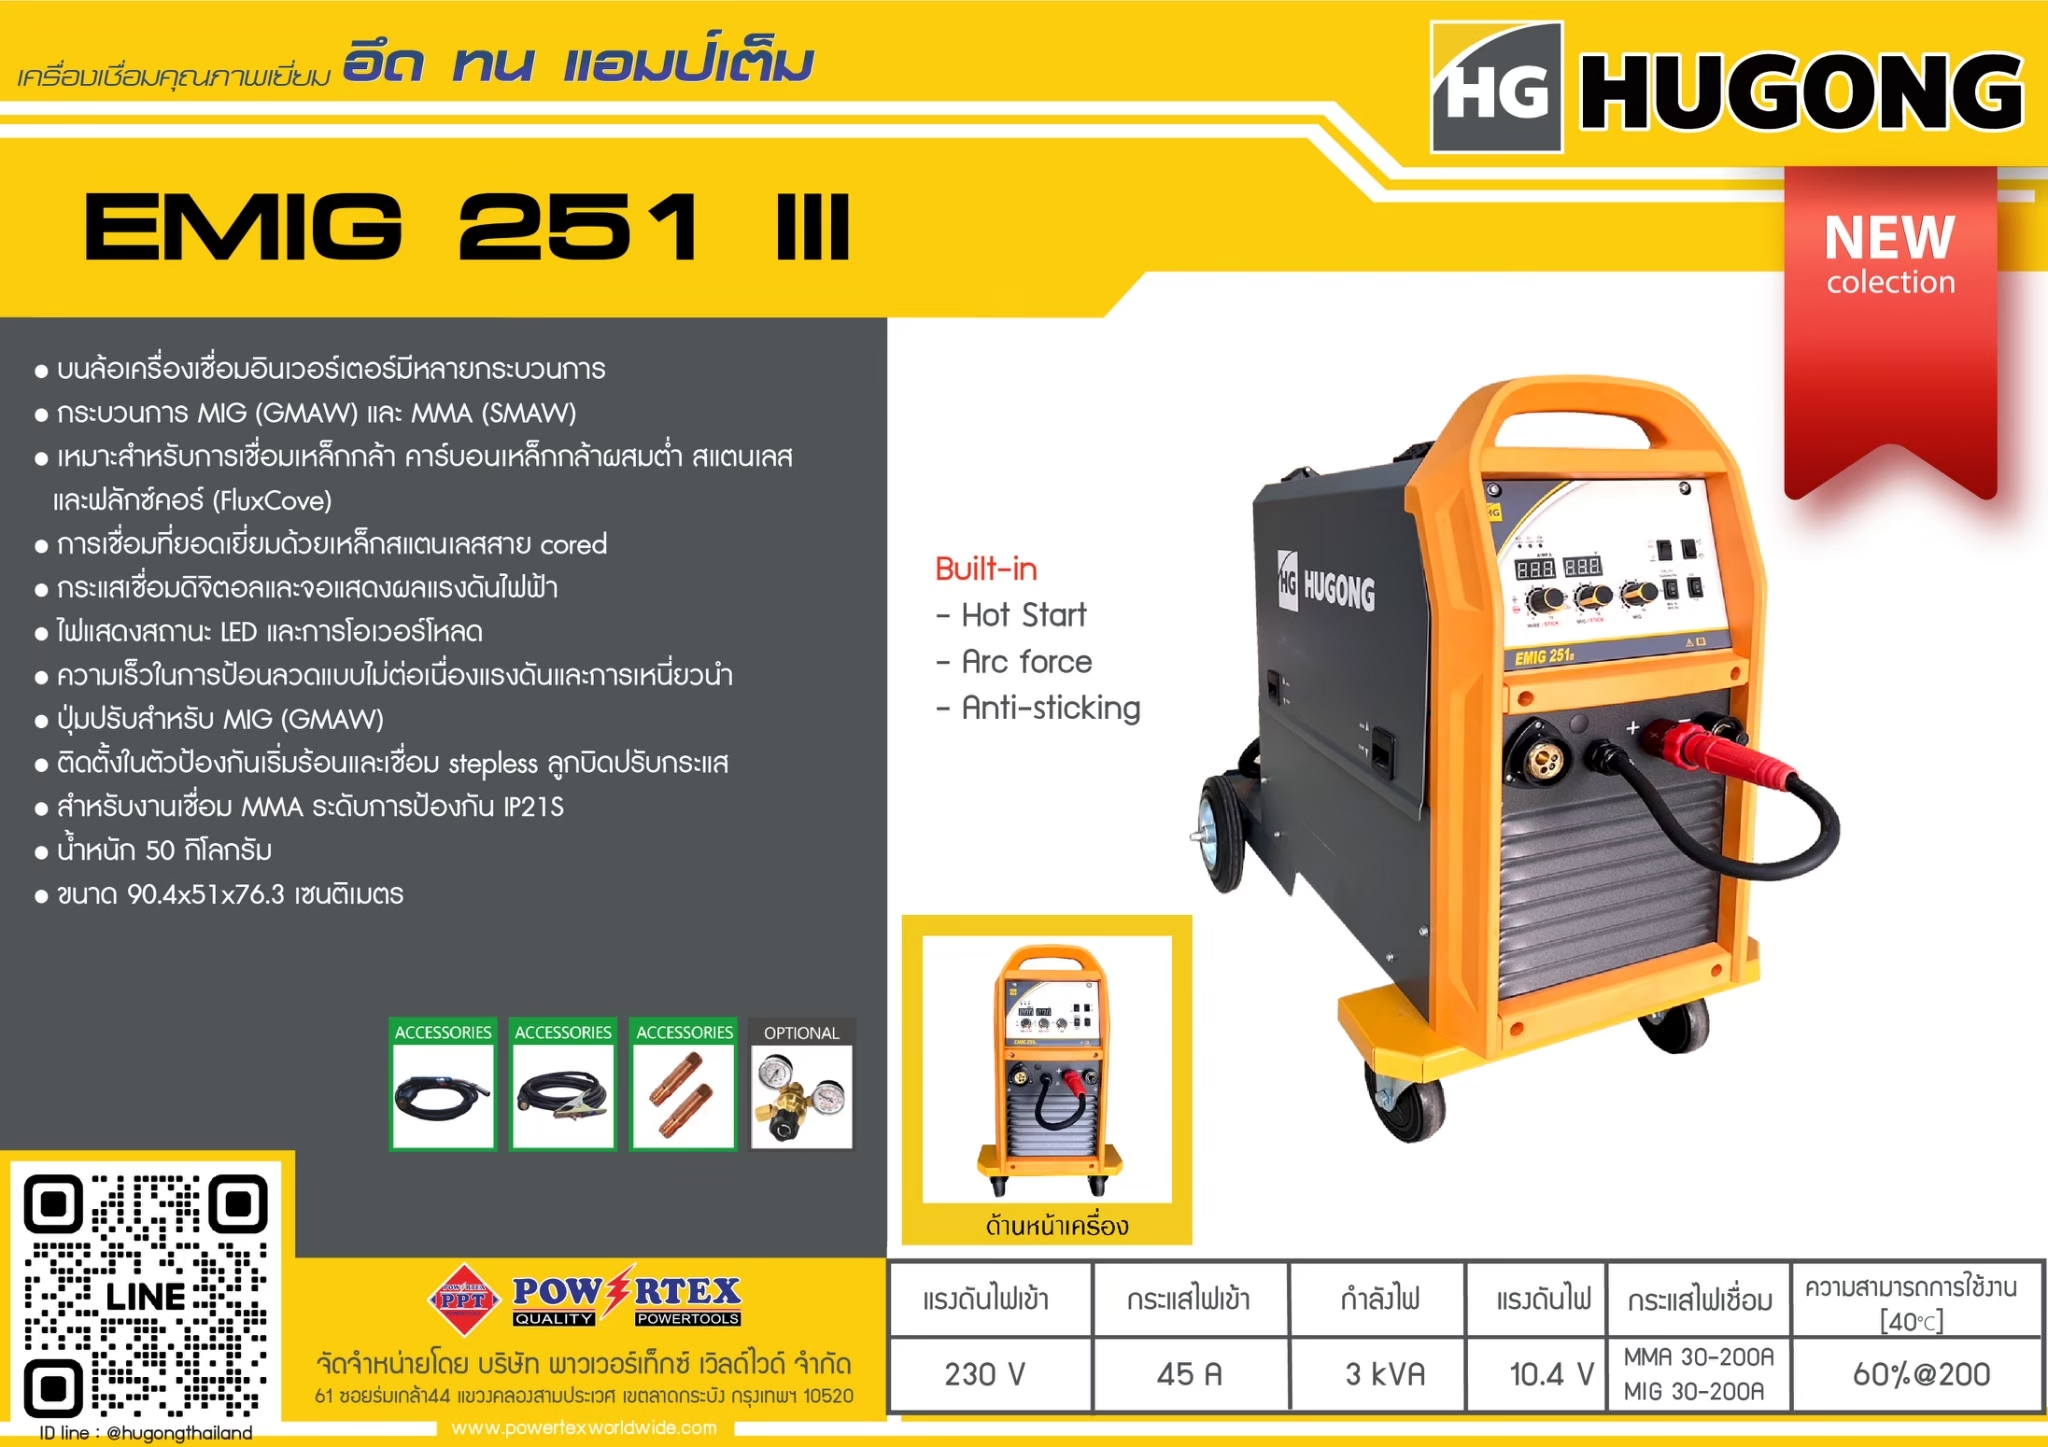 เครื่องเชื่อมคุณภาพเยี่ยม อึด ทน แอมป์เต็ม
HG HUGONG
EMIG 251 III
NEW
colection
● บนล้อเครื่องเชื่อมอินเวอร์เตอร์มีหลายกระบวนการ
● กระบวนการ MIG (GMAW) และ MMA (SMAW)
● เหมาะสำหรับการเชื่อมเหล็กกล้า คาร์บอนเหล็กกล้าผสมต่ำ สแตนเลส
และฟลักซ์คอร์ (FluxCove)
● การเชื่อมที่ยอดเยี่ยมด้วยเหล็กสแตนเลสสาย cored
● กระแสเชื่อมดิจิตอลและจอแสดงผลแรงดันไฟฟ้า
● ไฟแสดงสถานะ LED และการโอเวอร์โหลด
● ความเร็วในการป้อนลวดแบบไม่ต่อเนื่องแรงดันและการเหนี่ยวนำ
● ปุ่มปรับสำหรับ MIG (GMAW)
● ติดตั้งในตัวป้องกันเริ่มร้อนและเชื่อม stepless ลูกบิดปรับกระแส
● สำหรับงานเชื่อม MMA ระดับการป้องกัน IP21S
● น้ำหนัก 50 กิโลกรัม
● ขนาด 90.4x51x76.3 เซนติเมตร
Built-in
- Hot Start
- Arc force
- Anti-sticking
HG HUGONG
HG
EMIG 251
ACCESSORIES
ACCESSORIES
ACCESSORIES
OPTIONAL
ด้านหน้าเครื่อง
LINE
ID line : @hugongthailand
POWERTEX
PPT
POWERTEX
QUALITY POWERTOOLS
จัดจำหน่ายโดย บริษัท พาวเวอร์เท็กซ์ เวิลด์ไวด์ จำกัด
61 ซอยร่มเกล้า44 แขวงคลองสามประเวศ เขตลาดกระบัง กรุงเทพฯ 10520
www.powertexworldwide.com
แรงดันไฟเข้า กระแสไฟเข้า กำลังไฟ แรงดันไฟ กระแสไฟเชื่อม ความสามารถการใช้งาน
[40°C]
230 V 45 A 3 kVA 10.4 V MMA 30-200A 60%@200
MIG 30-200A